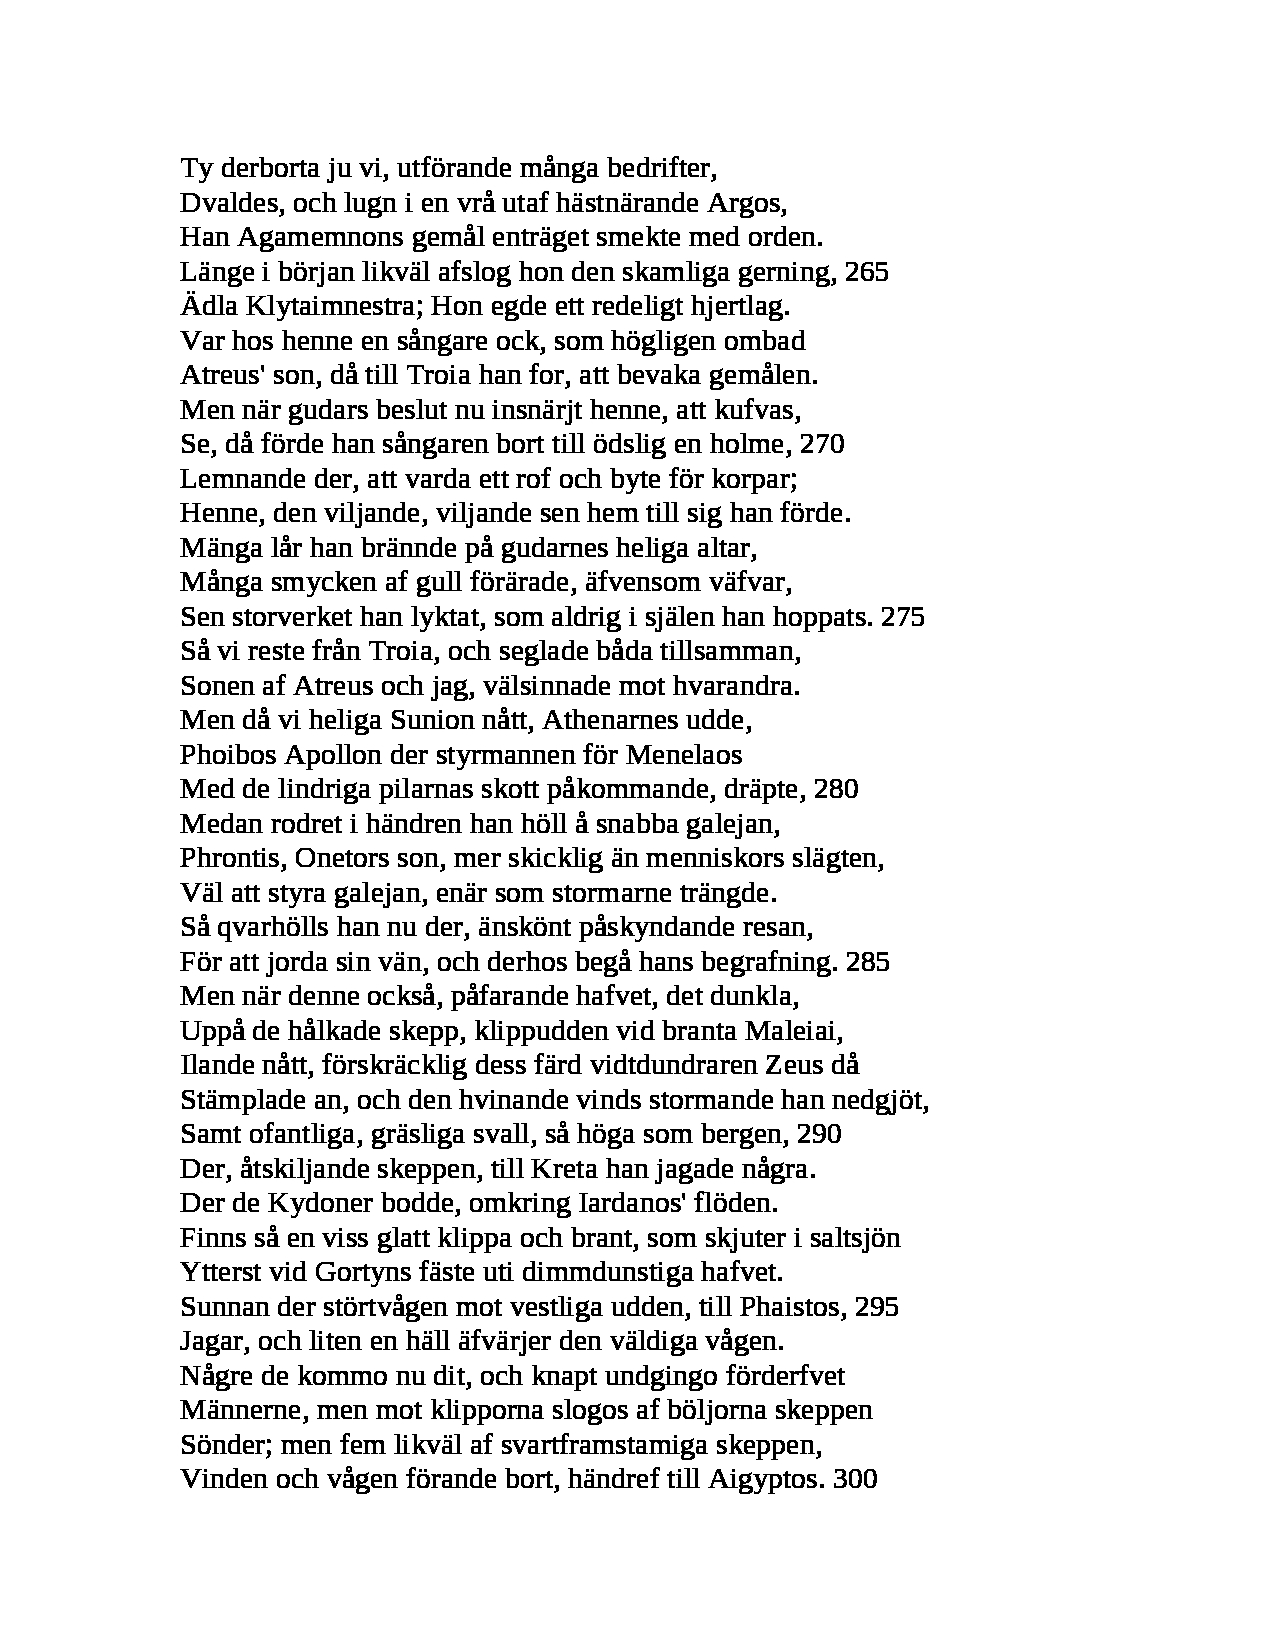 Ty derborta ju vi, utförande många bedrifter,
Dvaldes, och lugn i en vrå utaf hästnärande Argos,
Han Agamemnons gemål enträget smekte med orden.
Länge i början likväl afslog hon den skamliga gerning, 265
Ädla Klytaimnestra; Hon egde ett redeligt hjertlag.
Var hos henne en sångare ock, som högligen ombad
Atreus' son, då till Troia han for, att bevaka gemålen.
Men när gudars beslut nu insnärjt henne, att kufvas,
Se, då förde han sångaren bort till ödslig en holme, 270
Lemnande der, att varda ett rof och byte för korpar;
Henne, den viljande, viljande sen hem till sig han förde.
Mänga lår han brännde på gudarnes heliga altar,
Många smycken af gull förärade, äfvensom väfvar,
Sen storverket han lyktat, som aldrig i själen han hoppats. 275
Så vi reste från Troia, och seglade båda tillsamman,
Sonen af Atreus och jag, välsinnade mot hvarandra.
Men då vi heliga Sunion nått, Athenarnes udde,
Phoibos Apollon der styrmannen för Menelaos
Med de lindriga pilarnas skott påkommande, dräpte, 280
Medan rodret i händren han höll å snabba galejan,
Phrontis, Onetors son, mer skicklig än menniskors slägten,
Väl att styra galejan, enär som stormarne trängde.
Så qvarhölls han nu der, änskönt påskyndande resan,
För att jorda sin vän, och derhos begå hans begrafning. 285
Men när denne också, påfarande hafvet, det dunkla,
Uppå de hålkade skepp, klippudden vid branta Maleiai,
Ilande nått, förskräcklig dess färd vidtdundraren Zeus då
Stämplade an, och den hvinande vinds stormande han nedgjöt,
Samt ofantliga, gräsliga svall, så höga som bergen, 290
Der, åtskiljande skeppen, till Kreta han jagade några.
Der de Kydoner bodde, omkring Iardanos' flöden.
Finns så en viss glatt klippa och brant, som skjuter i saltsjön
Ytterst vid Gortyns fäste uti dimmdunstiga hafvet.
Sunnan der störtvågen mot vestliga udden, till Phaistos, 295
Jagar, och liten en häll äfvärjer den väldiga vågen.
Någre de kommo nu dit, och knapt undgingo förderfvet
Männerne, men mot klipporna slogos af böljorna skeppen
Sönder; men fem likväl af svartframstamiga skeppen,
Vinden och vågen förande bort, händref till Aigyptos. 300